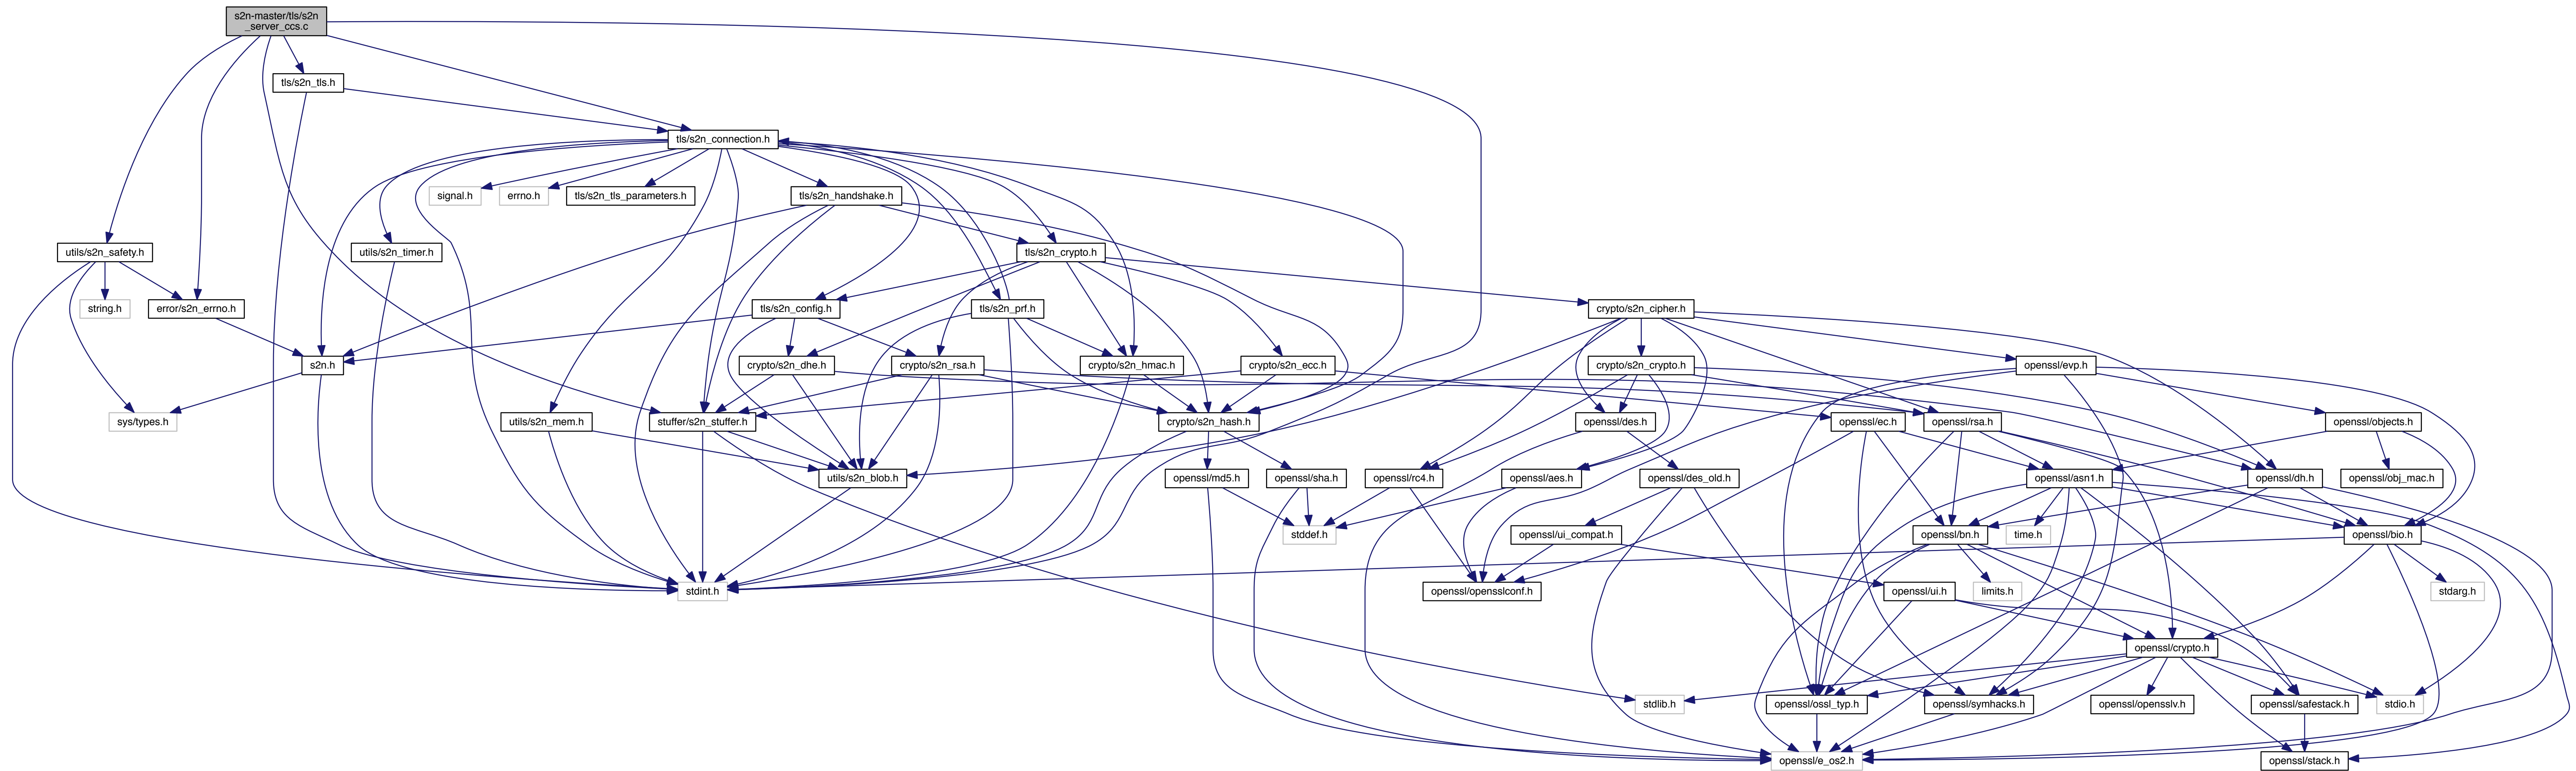 s2n-master/tls/s2n
_server_ccs.c
tls/s2n_tls.h
tls/s2n_connection.h
signal.h
errno.h
tls/s2n_tls_parameters.h
tls/s2n_handshake.h
utils/s2n_safety.h
utils/s2n_timer.h
tls/s2n_crypto.h
string.h
error/s2n_errno.h
tls/s2n_config.h
tls/s2n_prf.h
crypto/s2n_cipher.h
s2n.h
crypto/s2n_dhe.h
crypto/s2n_rsa.h
crypto/s2n_hmac.h
crypto/s2n_ecc.h
crypto/s2n_crypto.h
openssl/evp.h
sys/types.h
utils/s2n_mem.h
stuffer/s2n_stuffer.h
crypto/s2n_hash.h
openssl/des.h
openssl/ec.h
openssl/rsa.h
openssl/objects.h
utils/s2n_blob.h
openssl/md5.h
openssl/sha.h
openssl/rc4.h
openssl/aes.h
openssl/des_old.h
openssl/asn1.h
openssl/dh.h
openssl/obj_mac.h
stddef.h
openssl/ui_compat.h
openssl/bn.h
time.h
openssl/bio.h
stdint.h
openssl/opensslconf.h
openssl/ui.h
limits.h
stdarg.h
openssl/crypto.h
stdlib.h
openssl/ossl_typ.h
openssl/symhacks.h
openssl/opensslv.h
openssl/safestack.h
stdio.h
openssl/e_os2.h
openssl/stack.h